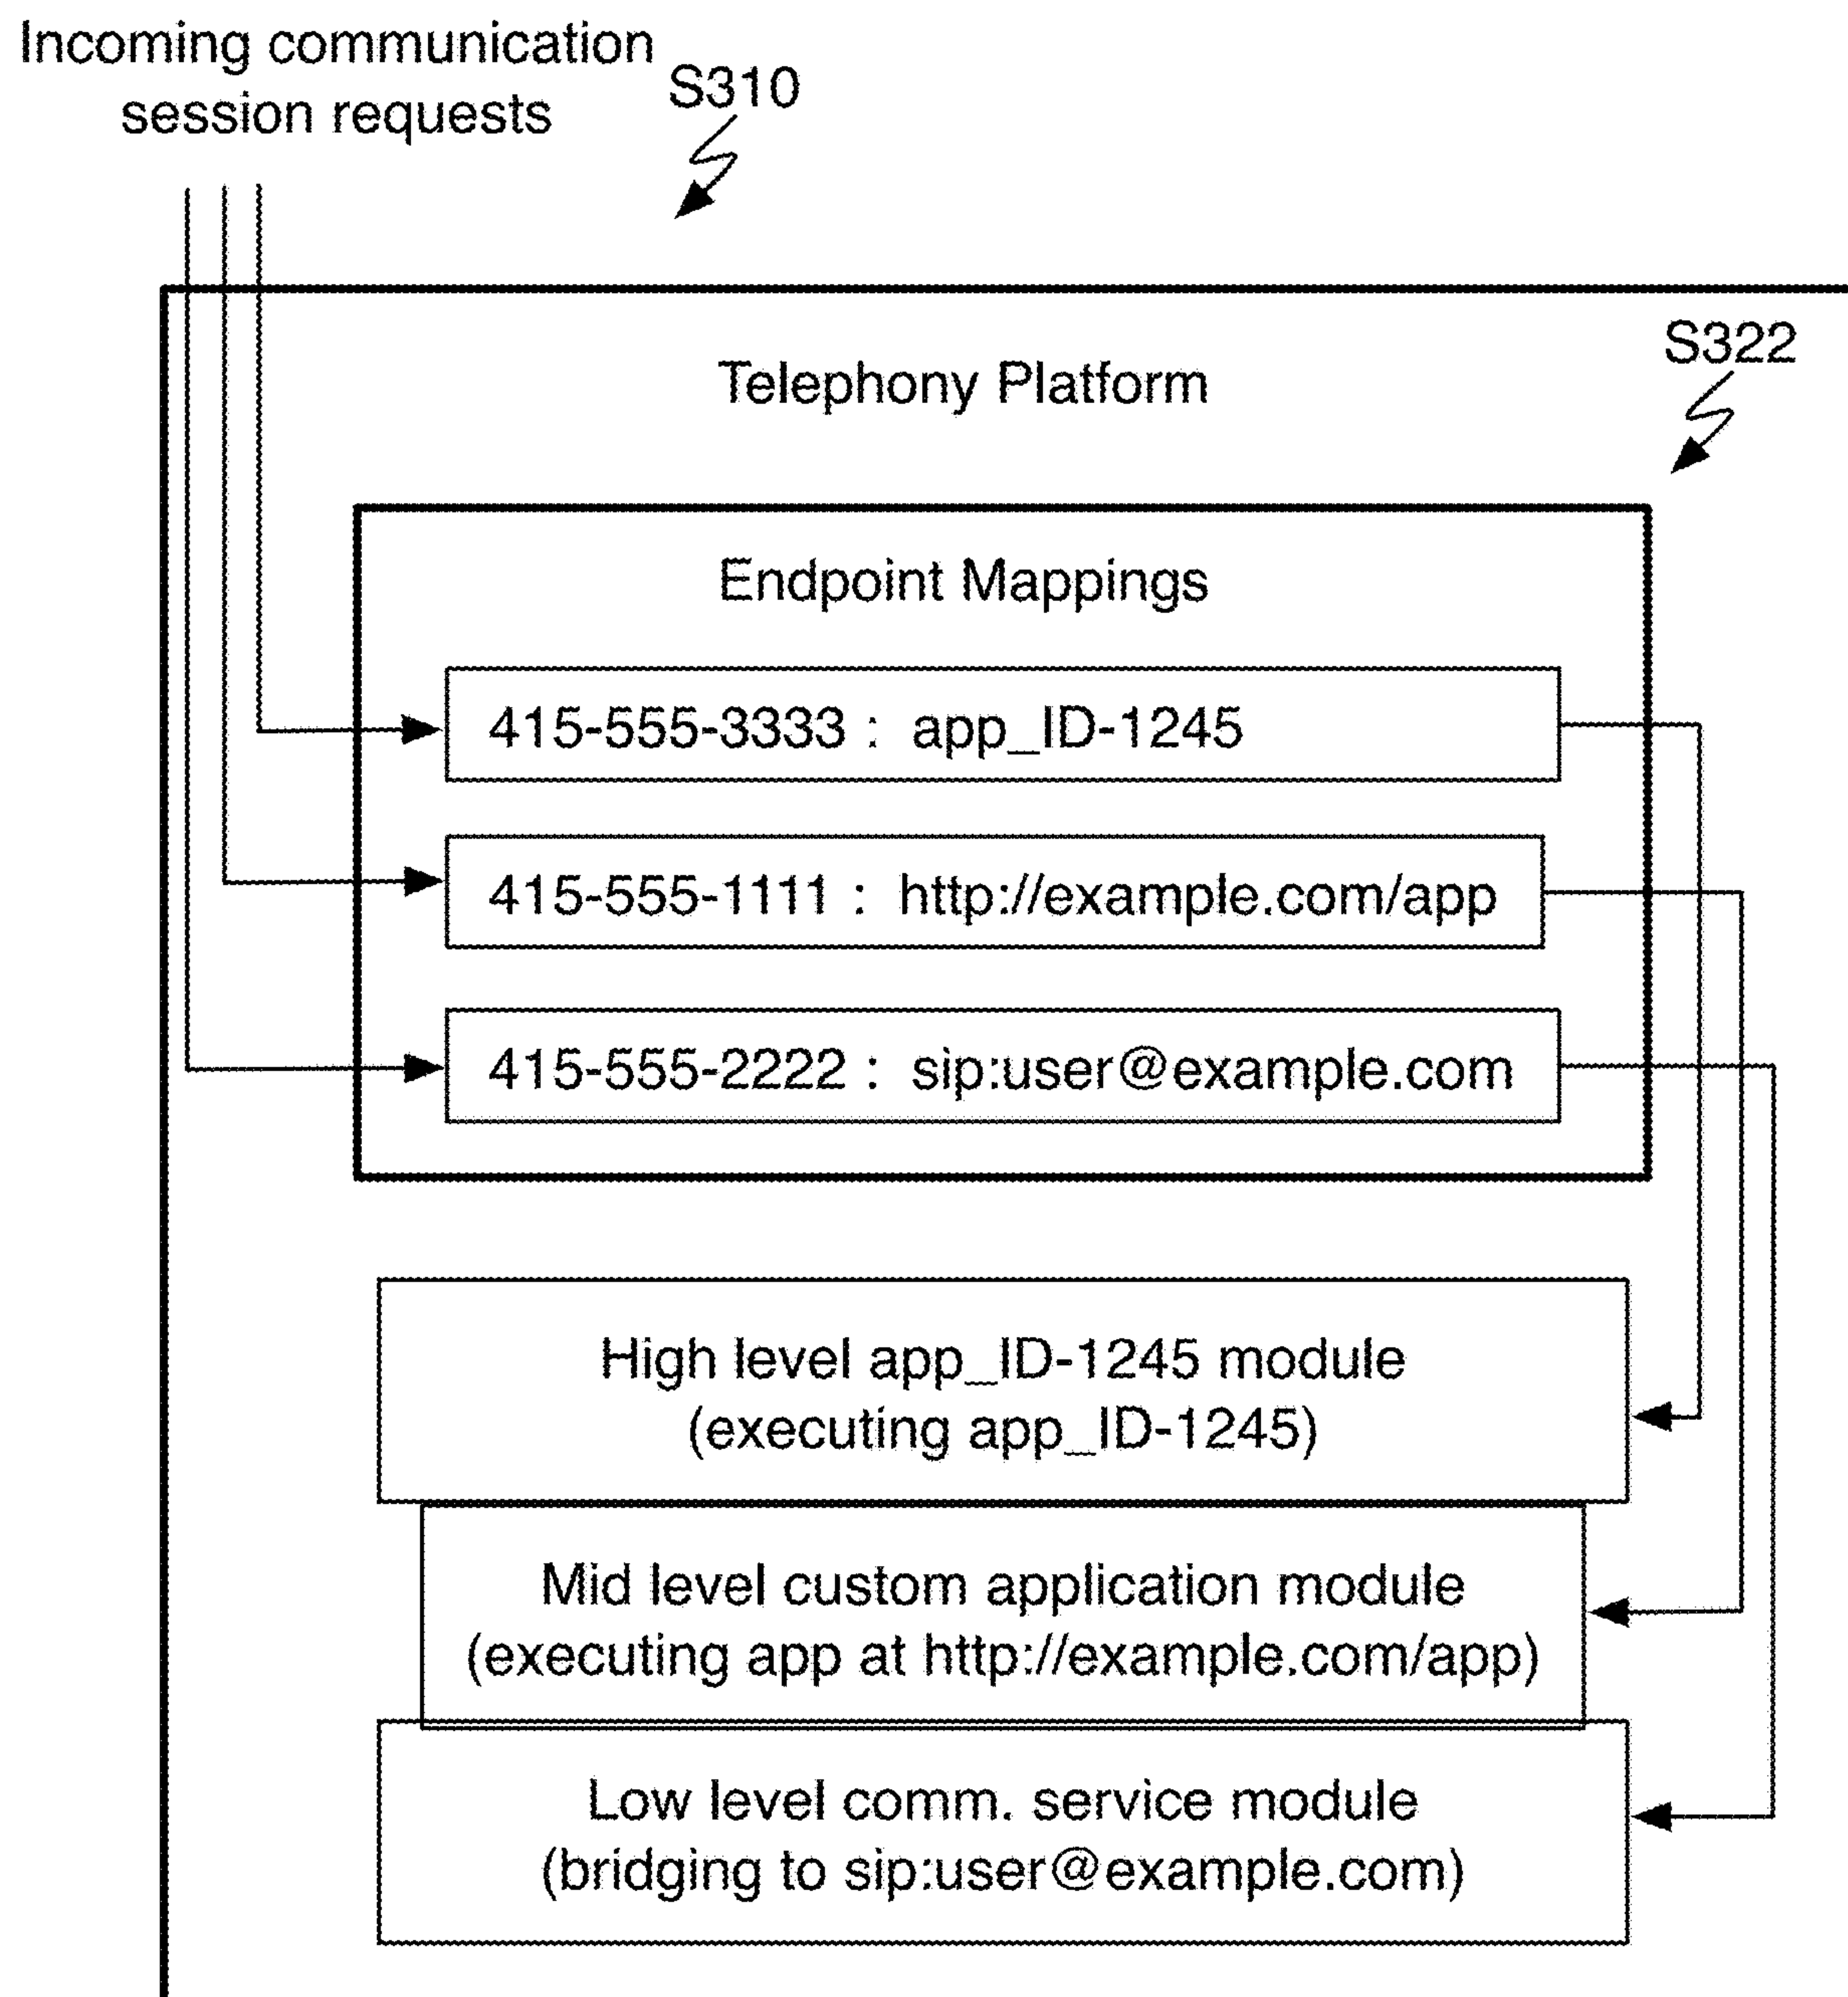 Incoming communication
session requests
S310
Telephony Platform
S322
Endpoint Mappings
415-555-3333 : app_ID-1245
415-555-1111 : http://example.com/app
415-555-2222 : sip:user@example.com
High level app_ID-1245 module
(executing app_ID-1245)
Mid level custom application module
(executing app at http://example.com/app)
Low level comm. service module
(bridging to sip:user@example.com)